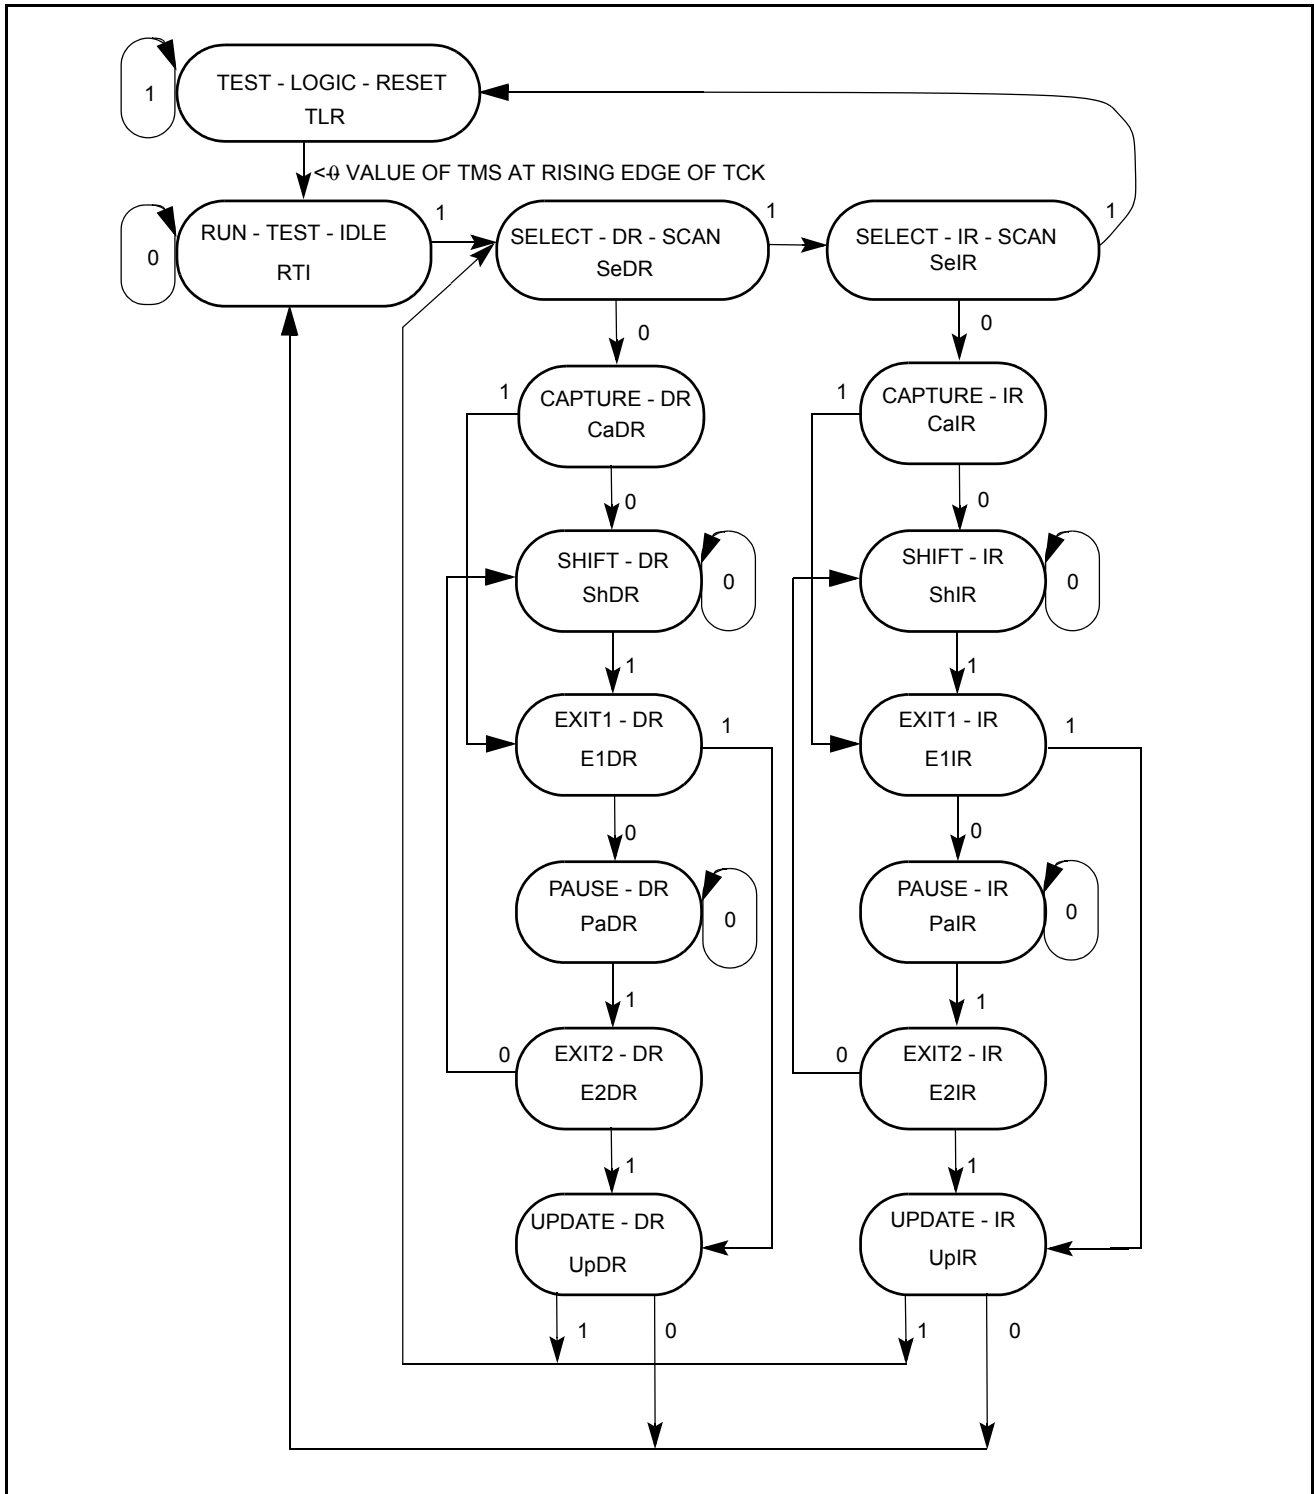 TEST - LOGIC - RESET
TLR
1
<0 VALUE OF TMS AT RISING EDGE OF TCK
RUN - TEST - IDLE
RTI
0
1
SELECT - DR - SCAN
SeDR
1
SELECT - IR - SCAN
SeIR
1
0
0
1
CAPTURE - DR
CaDR
1
CAPTURE - IR
CaIR
0
0
SHIFT - DR
ShDR
0
SHIFT - IR
ShIR
0
1
1
EXIT1 - DR
E1DR
1
EXIT1 - IR
E1IR
1
0
0
PAUSE - DR
PaDR
0
PAUSE - IR
PaIR
0
1
1
0
EXIT2 - DR
E2DR
0
EXIT2 - IR
E2IR
1
1
UPDATE - DR
UpDR
UPDATE - IR
UpIR
1
0
1
0